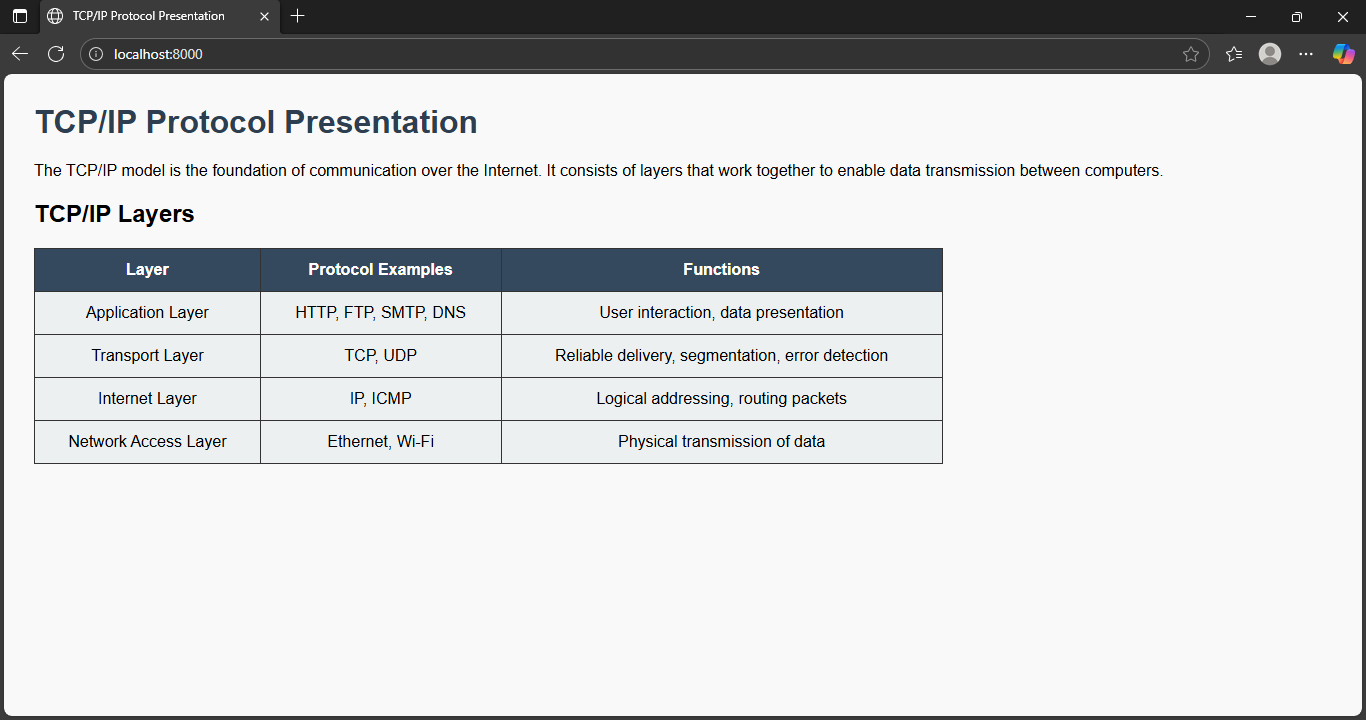 TCP/IP Protocol Presentation
localhost:8000
TCP/IP Protocol Presentation
The TCP/IP model is the foundation of communication over the Internet. It consists of layers that work together to enable data transmission between computers.
TCP/IP Layers
Layer Protocol Examples Functions
Application Layer HTTP, FTP, SMTP, DNS User interaction, data presentation
Transport Layer TCP, UDP Reliable delivery, segmentation, error detection
Internet Layer IP, ICMP Logical addressing, routing packets
Network Access Layer Ethernet, Wi-Fi Physical transmission of data